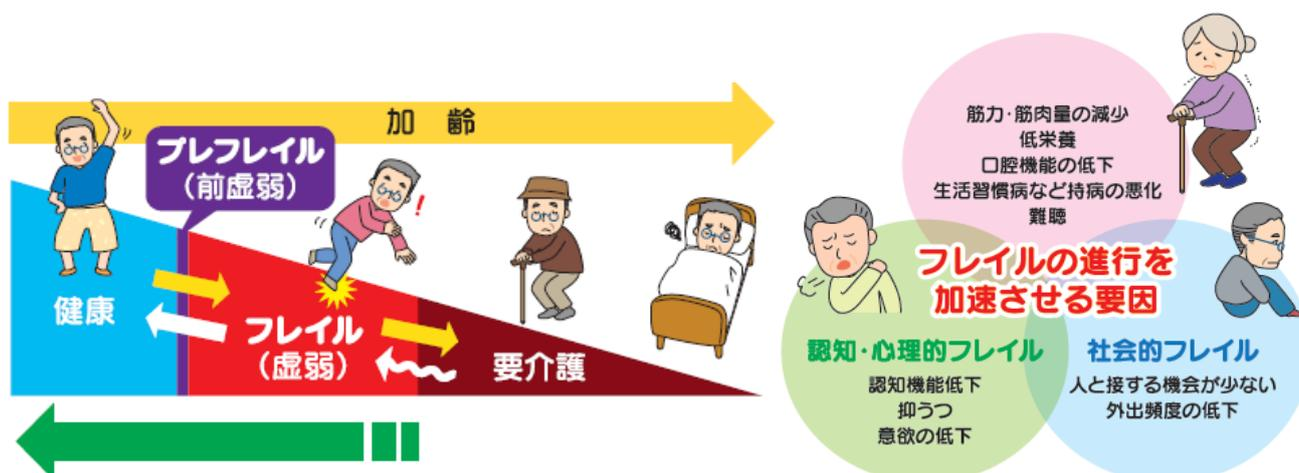 加 齢
プレフレイル
（前虚弱）
健康
フレイル
（虚弱）
要介護
筋力・筋肉量の減少
低栄養
口腔機能の低下
生活習慣病など持病の悪化
難聴
フレイルの進行を
加速させる要因
認知・心理的フレイル
認知機能低下
抑うつ
意欲の低下
社会的フレイル
人と接する機会が少ない
外出頻度の低下